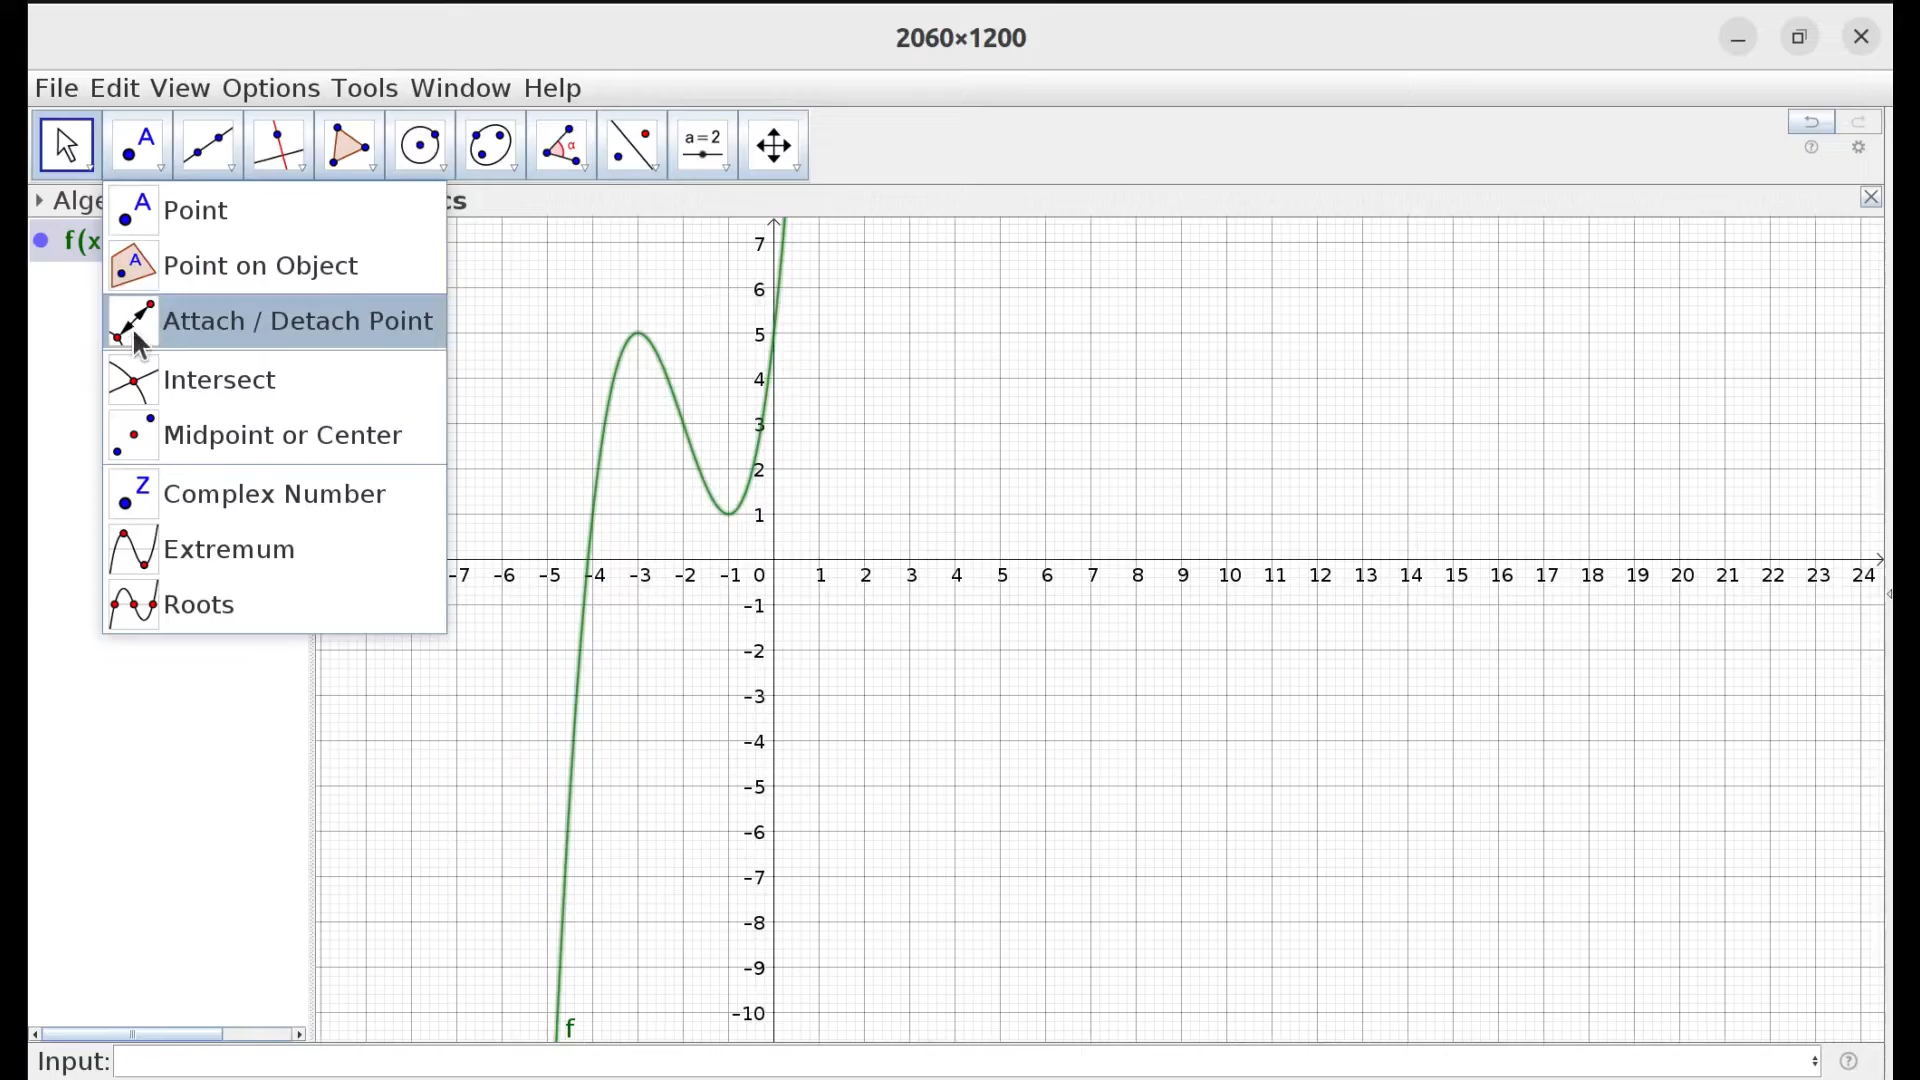 2060×1200
File Edit View Options Tools Window Help
A
α
a=2
Alge
cs
f(x
A Point
A Point on Object
Attach / Detach Point
Intersect
Midpoint or Center
Z Complex Number
Extremum
Roots
7
6
5
4
3
2
1
-7 -6 -5 -4 -3 -2 -1 0 1 2 3 4 5 6 7 8 9 10 11 12 13 14 15 16 17 18 19 20 21 22 23 24
-1
-2
-3
-4
-5
-6
-7
-8
-9
-10
f
Input: